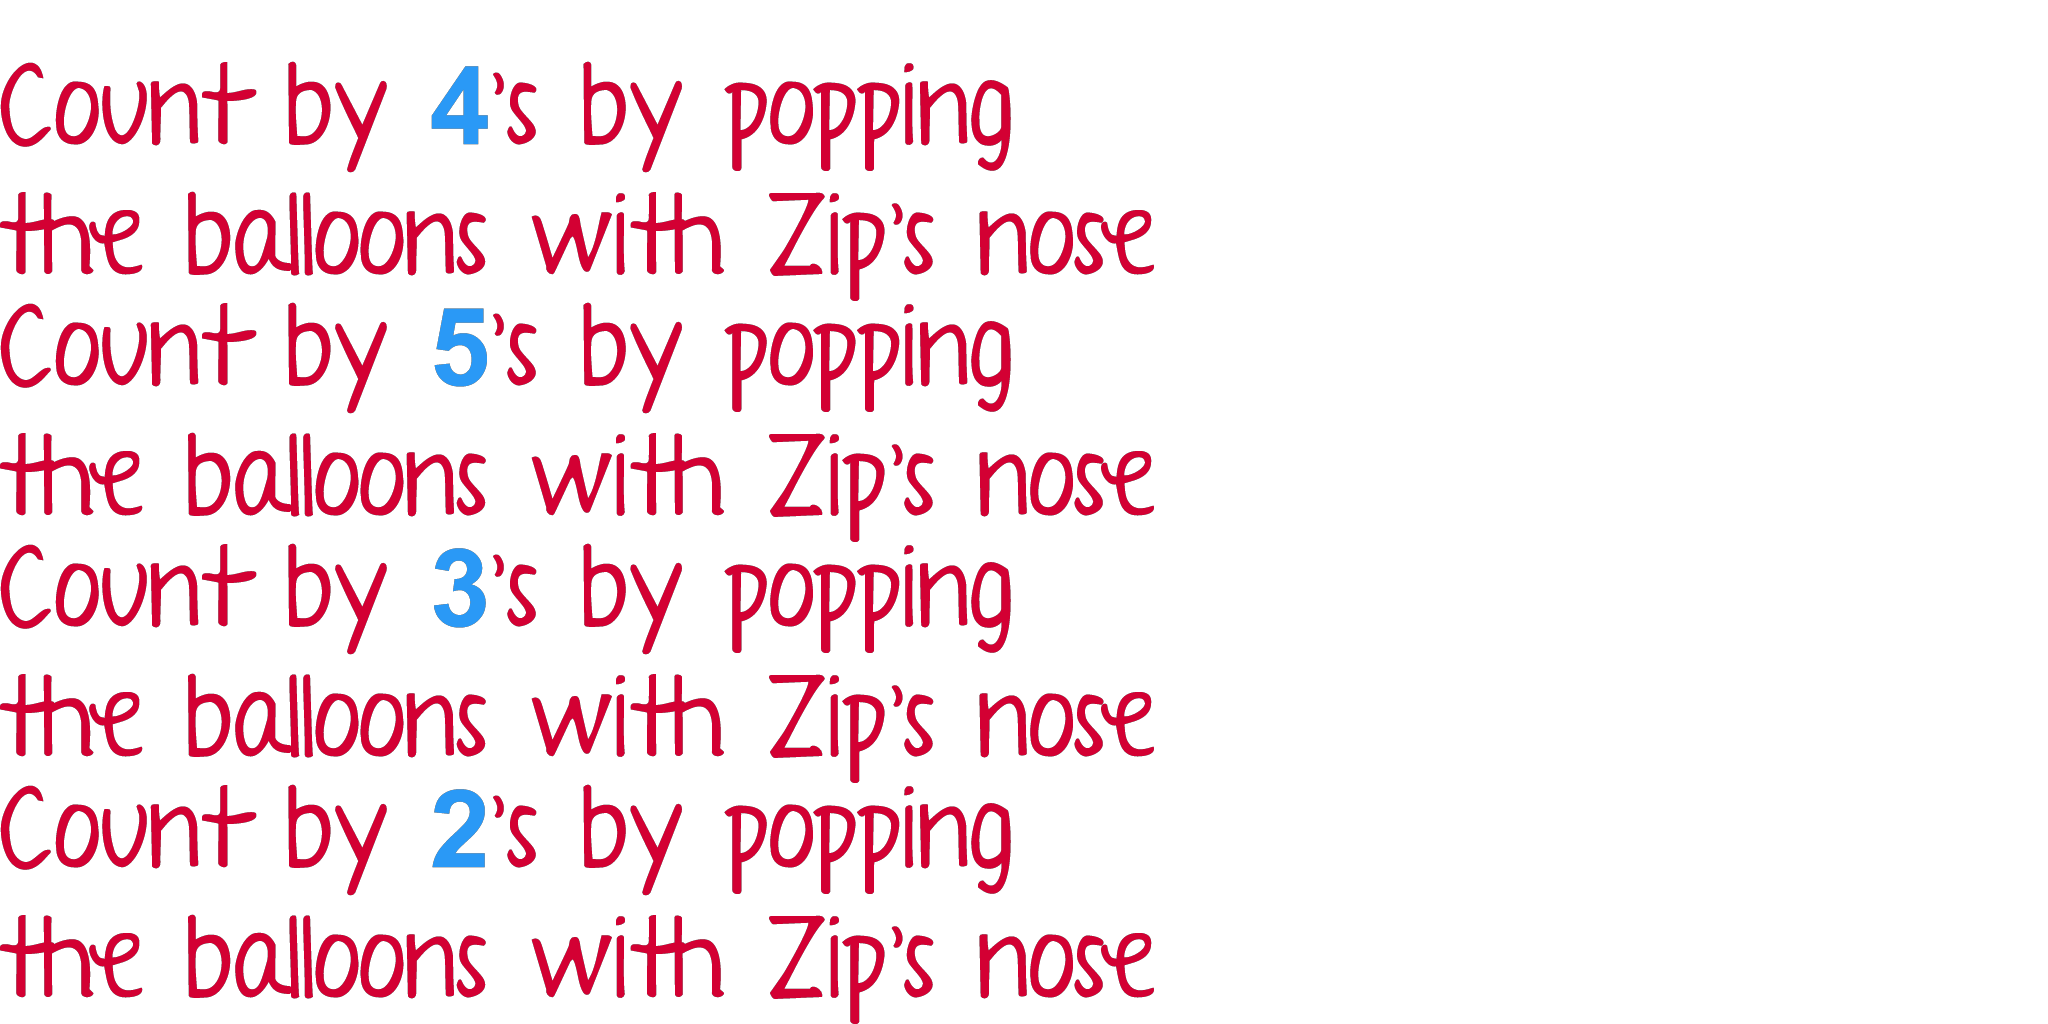 Count by 4's by popping
the balloons with Zip's nose
Count by 5's by popping
the balloons with Zip's nose
Count by 3's by popping
the balloons with Zip's nose
Count by 2's by popping
the balloons with Zip's nose